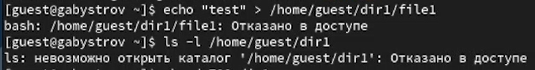 [guest@gabystrov ~]$ echo "test" > /home/guest/dir1/file1
bash: /home/guest/dir1/file1: Отказано в доступе
[guest@gabystrov ~]$ ls -l /home/guest/dir1
ls: невозможно открыть каталог '/home/guest/dir1': Отказано в доступе